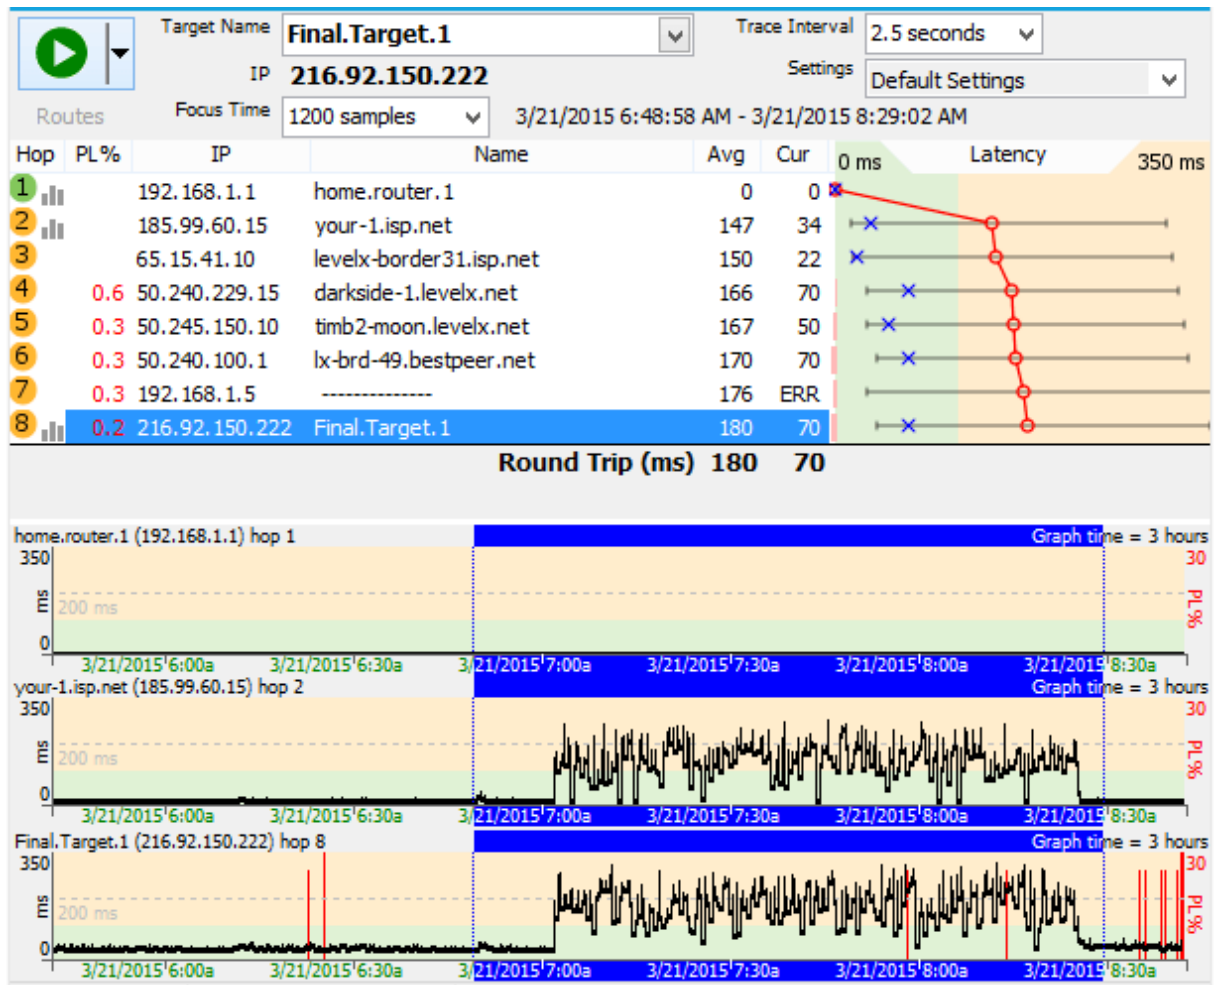 Target Name Final.Target.1 Trace Interval 2.5 seconds
IP 216.92.150.222 Settings Default Settings
Routes Focus Time 1200 samples 3/21/2015 6:48:58 AM - 3/21/2015 8:29:02 AM
Hop PL% IP Name Avg Cur 0 ms Latency 350 ms
1 192.168.1.1 home.router.1 0 0
2 185.99.60.15 your-1.isp.net 147 34
3 65.15.41.10 levelx-border31.isp.net 150 22
4 0.6 50.240.229.15 darkside-1.levelx.net 166 70
5 0.3 50.245.150.10 timb2-moon.levelx.net 167 50
6 0.3 50.240.100.1 lx-brd-49.bestpeer.net 170 70
7 0.3 192.168.1.5 --------------- 176 ERR
8 0.2 216.92.150.222 Final.Target.1 180 70
Round Trip (ms) 180 70
home.router.1 (192.168.1.1) hop 1 Graph time = 3 hours
350 30
ms 200 ms PL%
0
3/21/2015 6:00a 3/21/2015 6:30a 3/21/2015 7:00a 3/21/2015 7:30a 3/21/2015 8:00a 3/21/2015 8:30a
your-1.isp.net (185.99.60.15) hop 2 Graph time = 3 hours
350 30
ms 200 ms PL%
0
3/21/2015 6:00a 3/21/2015 6:30a 3/21/2015 7:00a 3/21/2015 7:30a 3/21/2015 8:00a 3/21/2015 8:30a
Final.Target.1 (216.92.150.222) hop 8 Graph time = 3 hours
350 30
ms 200 ms PL%
0
3/21/2015 6:00a 3/21/2015 6:30a 3/21/2015 7:00a 3/21/2015 7:30a 3/21/2015 8:00a 3/21/2015 8:30a